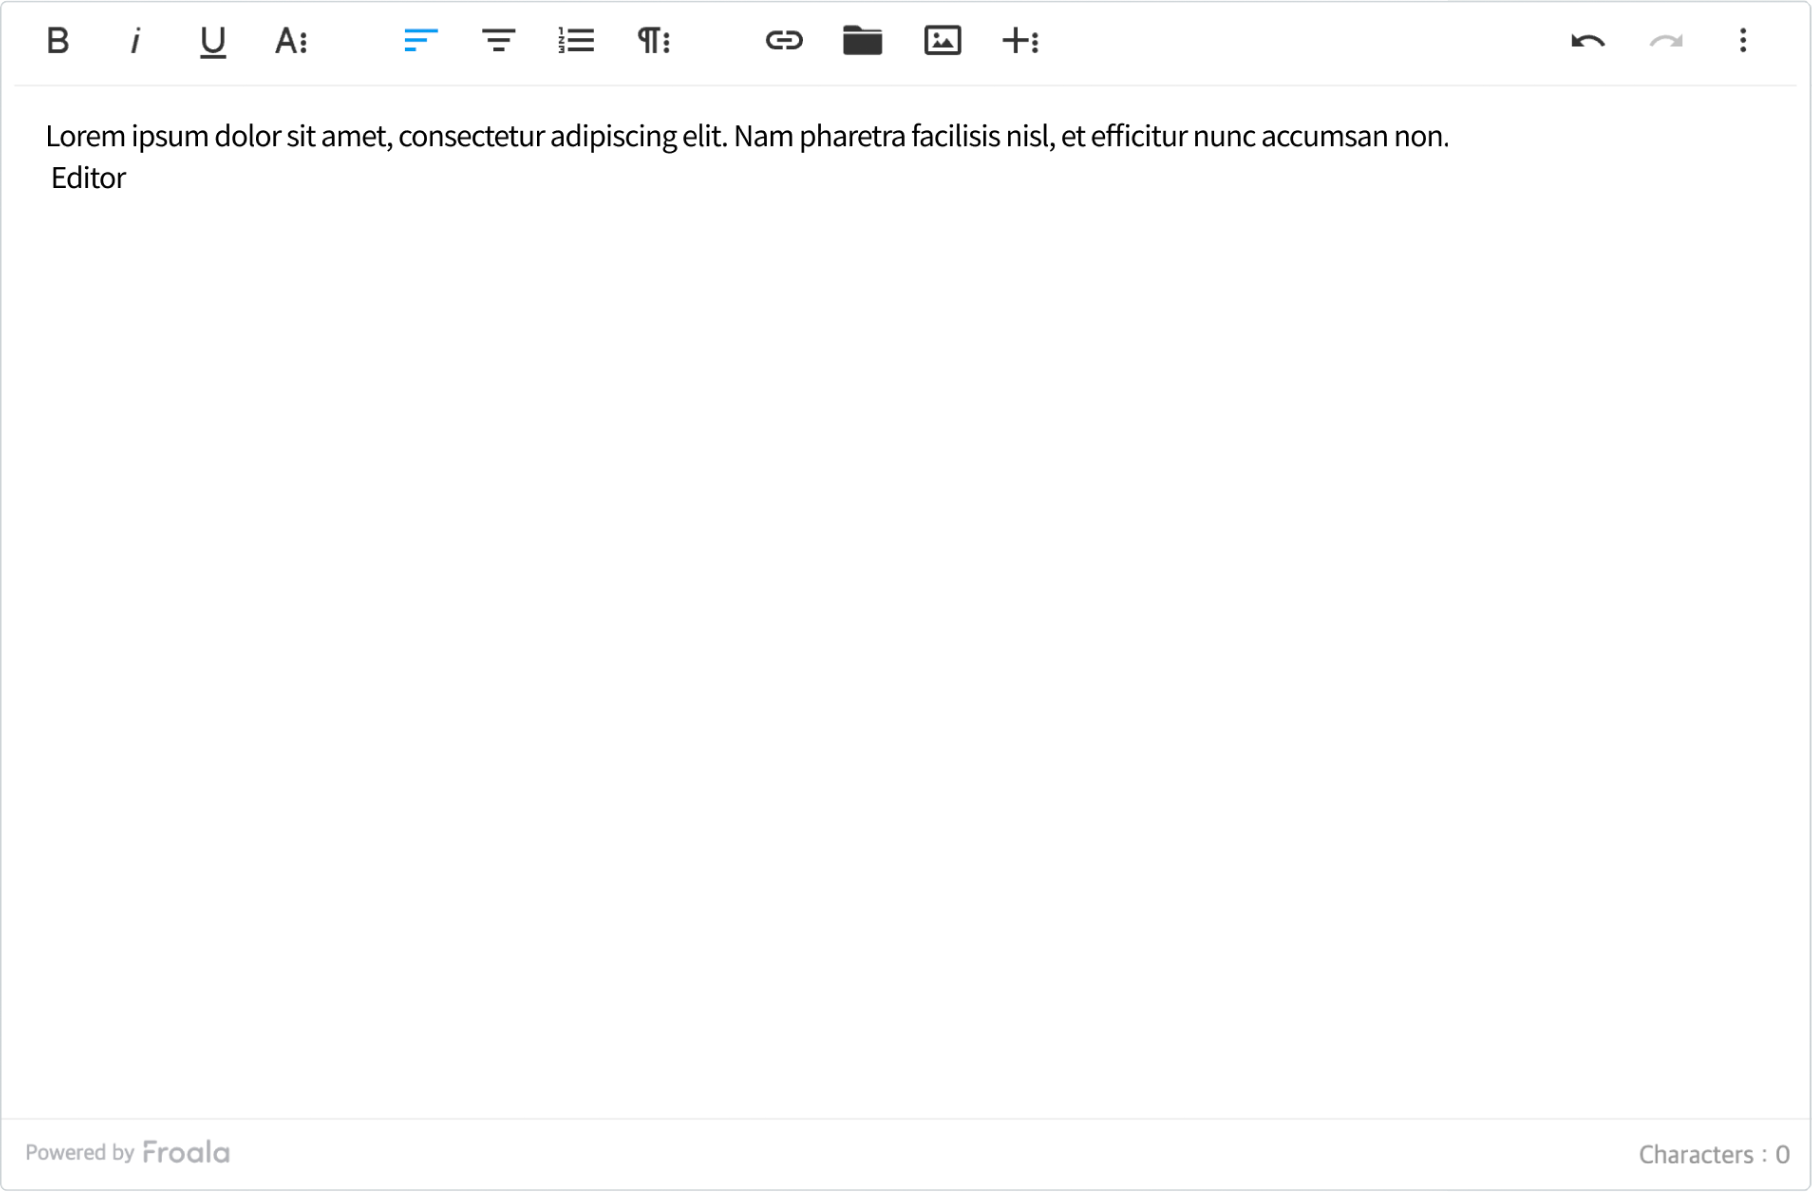 B i U A
Lorem ipsum dolor sit amet, consectetur adipiscing elit. Nam pharetra facilisis nisl, et efficitur nunc accumsan non.
Editor
Powered by Froala
Characters : 0